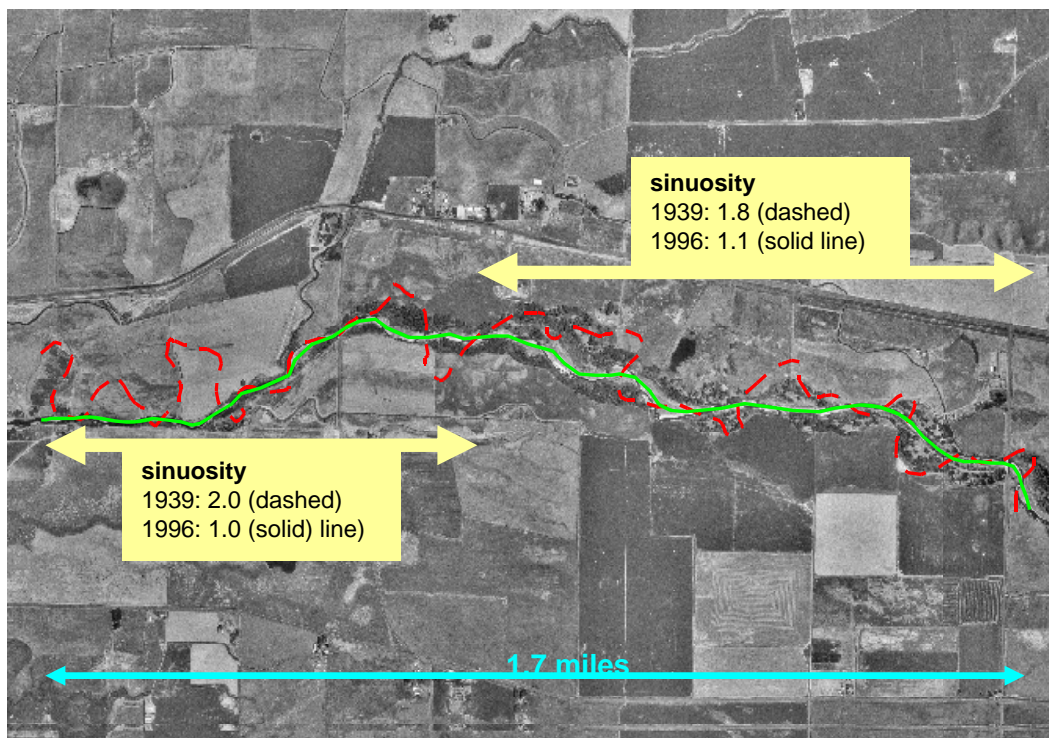 sinuosity
1939: 1.8 (dashed)
1996: 1.1 (solid line)
sinuosity
1939: 2.0 (dashed)
1996: 1.0 (solid) line)
1.7 miles